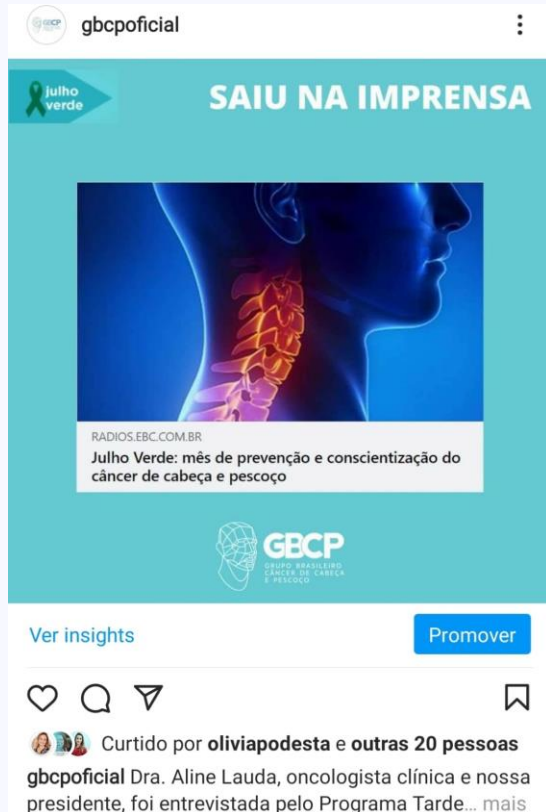 gbcpoficial
julho
verde
SAIU NA IMPRENSA
RADIOS.EBC.COM.BR
Julho Verde: mês de prevenção e conscientização do
câncer de cabeça e pescoço
GBCP
GRUPO BRASILEIRO
CÂNCER DE CABEÇA
E PESCOÇO
Ver insights
Promover
Curtido por oliviapodesta e outras 20 pessoas
gbcpoficial Dra. Aline Lauda, oncologista clínica e nossa
presidente, foi entrevistada pelo Programa Tarde... mais